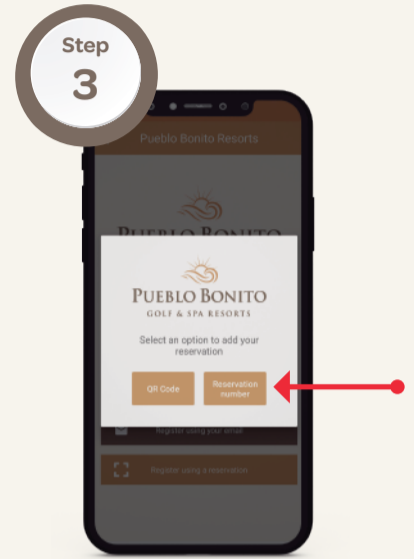 Step
3
Pueblo Bonito Resorts
PUEBLO BONITO
PUEBLO BONITO
GOLF & SPA RESORTS
Select an option to add your
reservation
QR Code
Reservation
number
Register using your email
Register using a reservation